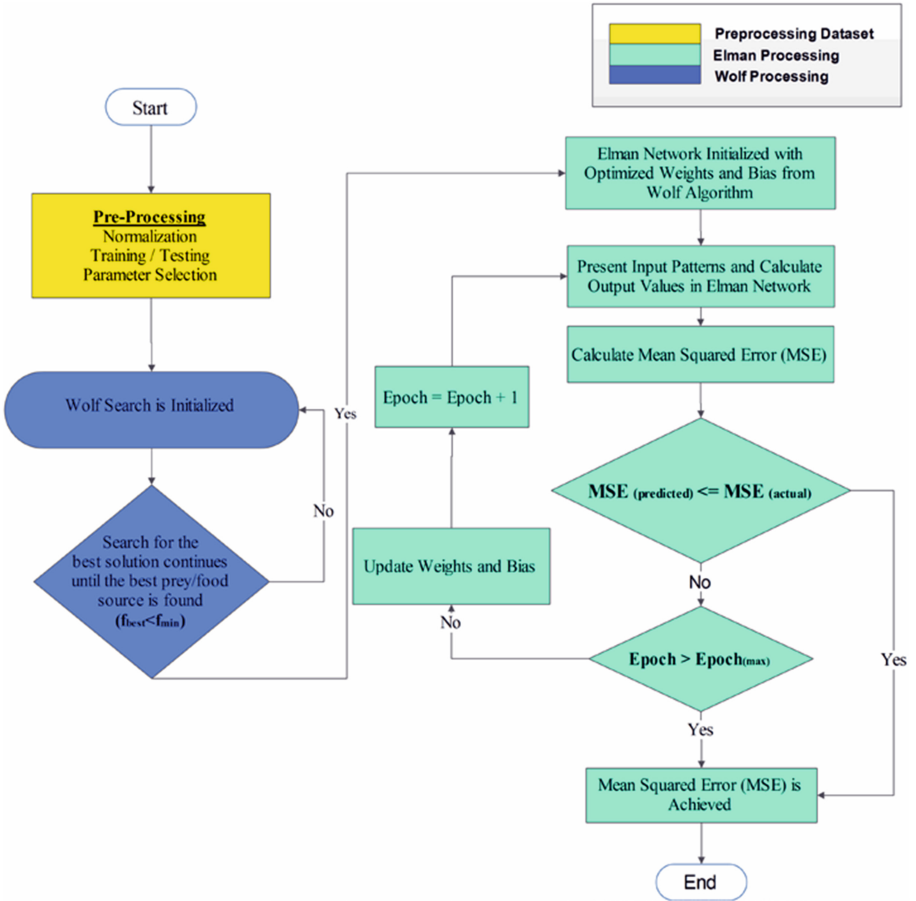 Preprocessing Dataset
Elman Processing
Wolf Processing
Start
Pre-Processing
Normalization
Training / Testing
Parameter Selection
Wolf Search is Initialized
No
Search for the
best solution continues
until the best prey/food
source is found
(fbest<fmin)
Yes
Elman Network Initialized with
Optimized Weights and Bias from
Wolf Algorithm
Present Input Patterns and Calculate
Output Values in Elman Network
Calculate Mean Squared Error (MSE)
Epoch = Epoch + 1
MSE (predicted) <= MSE (actual)
Update Weights and Bias
No
No
Epoch > Epoch(max)
Yes
Yes
Mean Squared Error (MSE) is
Achieved
End